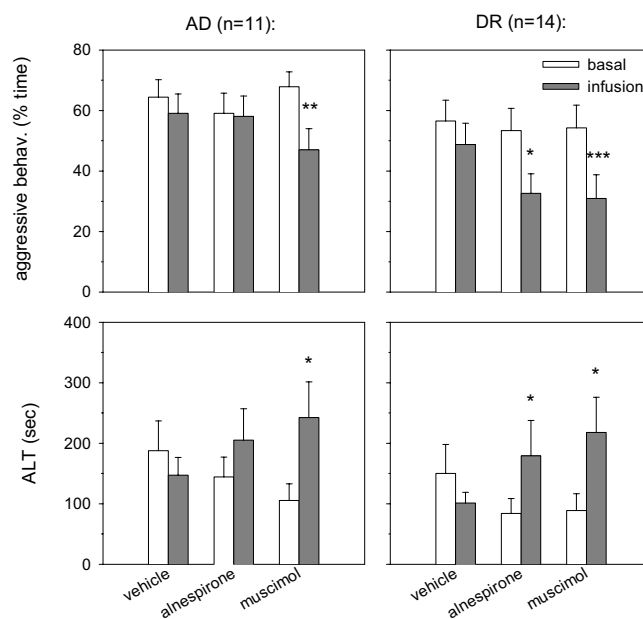 AD (n=11):
DR (n=14):
aggressive behav. (% time)
80
60
40
20
0
**
basal
infusion
*
***
ALT (sec)
400
300
200
100
0
*
*
*
vehicle
alnespirone
muscimol
vehicle
alnespirone
muscimol